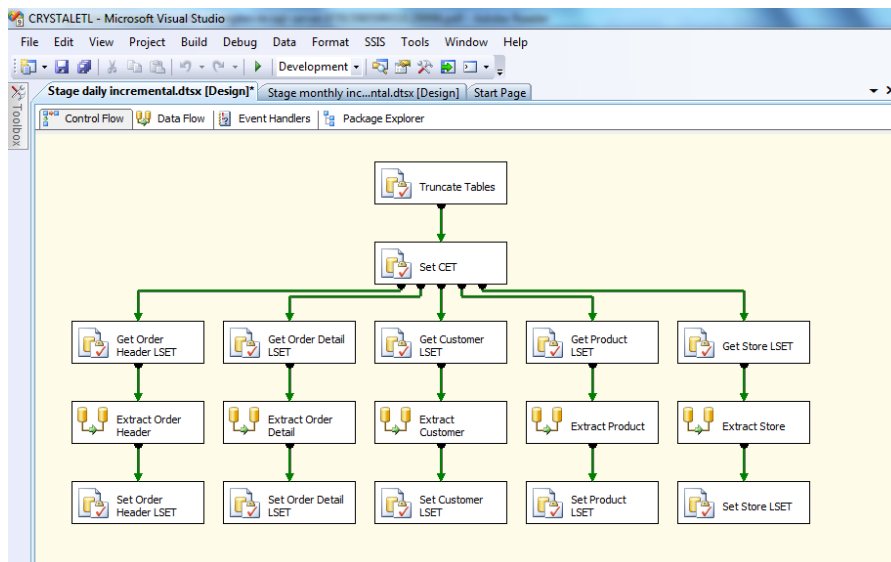 CRYSTALETL - Microsoft Visual Studio
File Edit View Project Build Debug Data Format SSIS Tools Window Help
Development
Stage daily incremental.dtsx [Design]* Stage monthly inc...ntal.dtsx [Design] Start Page
Toolbox
Control Flow Data Flow Event Handlers Package Explorer
Truncate Tables
Set CET
Get Order
Header LSET
Get Order Detail
LSET
Get Customer
LSET
Get Product
LSET
Get Store LSET
Extract Order
Header
Extract Order
Detail
Extract
Customer
Extract Product
Extract Store
Set Order
Header LSET
Set Order Detail
LSET
Set Customer
LSET
Set Product
LSET
Set Store LSET